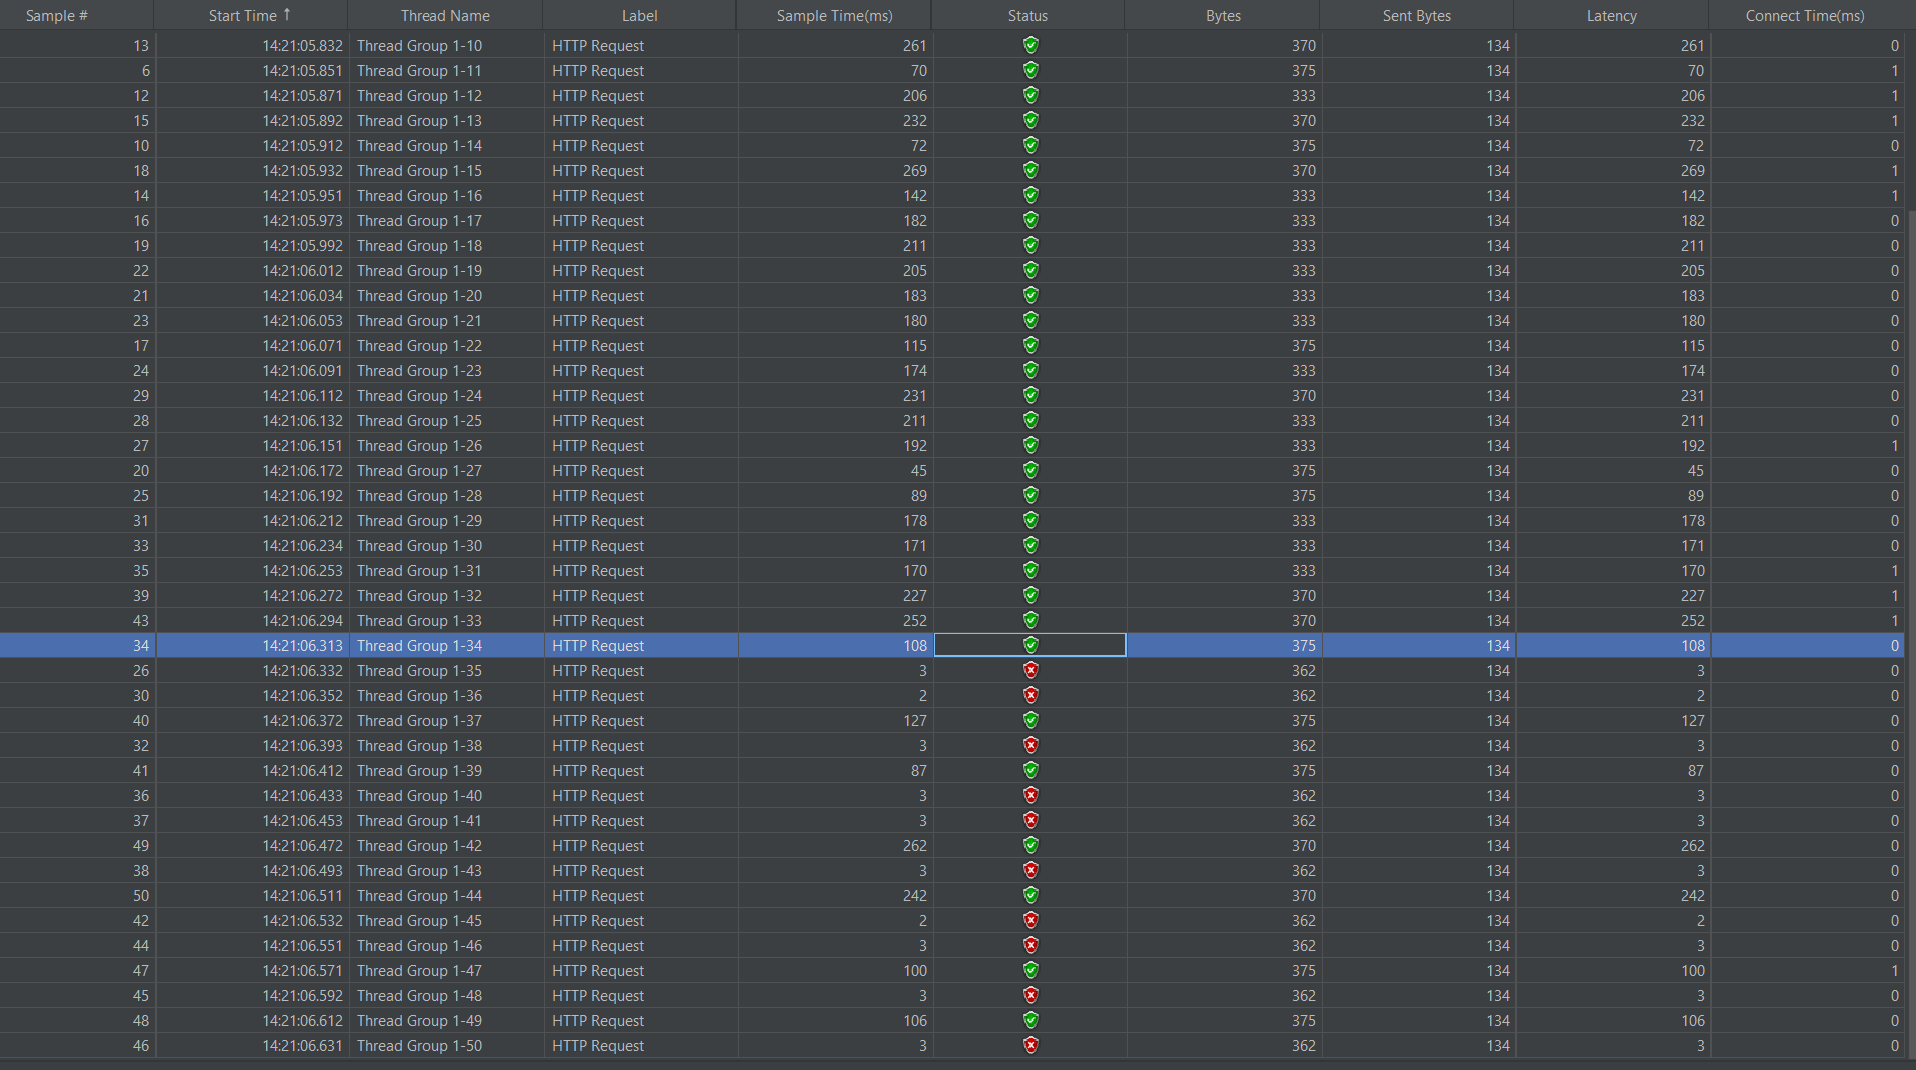 Sample # Start Time ↑ Thread Name Label Sample Time(ms) Status Bytes Sent Bytes Latency Connect Time(ms)
13 14:21:05.832 Thread Group 1-10 HTTP Request 261 370 134 261 0
6 14:21:05.851 Thread Group 1-11 HTTP Request 70 375 134 70 1
12 14:21:05.871 Thread Group 1-12 HTTP Request 206 333 134 206 1
15 14:21:05.892 Thread Group 1-13 HTTP Request 232 370 134 232 1
10 14:21:05.912 Thread Group 1-14 HTTP Request 72 375 134 72 0
18 14:21:05.932 Thread Group 1-15 HTTP Request 269 370 134 269 1
14 14:21:05.951 Thread Group 1-16 HTTP Request 142 333 134 142 1
16 14:21:05.973 Thread Group 1-17 HTTP Request 182 333 134 182 0
19 14:21:05.992 Thread Group 1-18 HTTP Request 211 333 134 211 0
22 14:21:06.012 Thread Group 1-19 HTTP Request 205 333 134 205 0
21 14:21:06.034 Thread Group 1-20 HTTP Request 183 333 134 183 0
23 14:21:06.053 Thread Group 1-21 HTTP Request 180 333 134 180 0
17 14:21:06.071 Thread Group 1-22 HTTP Request 115 375 134 115 0
24 14:21:06.091 Thread Group 1-23 HTTP Request 174 333 134 174 0
29 14:21:06.112 Thread Group 1-24 HTTP Request 231 370 134 231 0
28 14:21:06.132 Thread Group 1-25 HTTP Request 211 333 134 211 0
27 14:21:06.151 Thread Group 1-26 HTTP Request 192 333 134 192 1
20 14:21:06.172 Thread Group 1-27 HTTP Request 45 375 134 45 0
25 14:21:06.192 Thread Group 1-28 HTTP Request 89 375 134 89 0
31 14:21:06.212 Thread Group 1-29 HTTP Request 178 333 134 178 0
33 14:21:06.234 Thread Group 1-30 HTTP Request 171 333 134 171 0
35 14:21:06.253 Thread Group 1-31 HTTP Request 170 333 134 170 1
39 14:21:06.272 Thread Group 1-32 HTTP Request 227 370 134 227 1
43 14:21:06.294 Thread Group 1-33 HTTP Request 252 370 134 252 1
34 14:21:06.313 Thread Group 1-34 HTTP Request 108 375 134 108 0
26 14:21:06.332 Thread Group 1-35 HTTP Request 3 362 134 3 0
30 14:21:06.352 Thread Group 1-36 HTTP Request 2 362 134 2 0
40 14:21:06.372 Thread Group 1-37 HTTP Request 127 375 134 127 0
32 14:21:06.393 Thread Group 1-38 HTTP Request 3 362 134 3 0
41 14:21:06.412 Thread Group 1-39 HTTP Request 87 375 134 87 0
36 14:21:06.433 Thread Group 1-40 HTTP Request 3 362 134 3 0
37 14:21:06.453 Thread Group 1-41 HTTP Request 3 362 134 3 0
49 14:21:06.472 Thread Group 1-42 HTTP Request 262 370 134 262 0
38 14:21:06.493 Thread Group 1-43 HTTP Request 3 362 134 3 0
50 14:21:06.511 Thread Group 1-44 HTTP Request 242 370 134 242 0
42 14:21:06.532 Thread Group 1-45 HTTP Request 2 362 134 2 0
44 14:21:06.551 Thread Group 1-46 HTTP Request 3 362 134 3 0
47 14:21:06.571 Thread Group 1-47 HTTP Request 100 375 134 100 1
45 14:21:06.592 Thread Group 1-48 HTTP Request 3 362 134 3 0
48 14:21:06.612 Thread Group 1-49 HTTP Request 106 375 134 106 0
46 14:21:06.631 Thread Group 1-50 HTTP Request 3 362 134 3 0